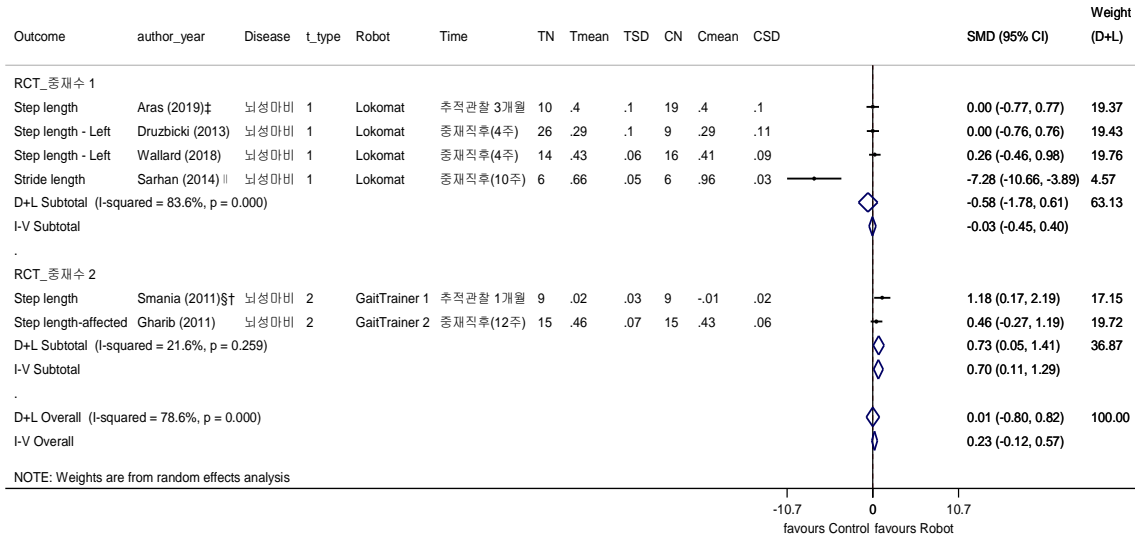 Weight
Outcome author_year Disease t_type Robot Time TN Tmean TSD CN Cmean CSD SMD (95% CI) (D+L)
RCT_중재수 1
Step length Aras (2019)‡ 뇌성마비 1 Lokomat 추적관찰 3개월 10 .4 .1 19 .4 .1 0.00 (-0.77, 0.77) 19.37
Step length - Left Druzbicki (2013) 뇌성마비 1 Lokomat 중재직후(4주) 26 .29 .1 9 .29 .11 0.00 (-0.76, 0.76) 19.43
Step length - Left Wallard (2018) 뇌성마비 1 Lokomat 중재직후(4주) 14 .43 .06 16 .41 .09 0.26 (-0.46, 0.98) 19.76
Stride length Sarhan (2014)∥ 뇌성마비 1 Lokomat 중재직후(10주) 6 .66 .05 6 .96 .03 -7.28 (-10.66, -3.89) 4.57
D+L Subtotal (I-squared = 83.6%, p = 0.000) -0.58 (-1.78, 0.61) 63.13
I-V Subtotal -0.03 (-0.45, 0.40)
.
RCT_중재수 2
Step length Smania (2011)§† 뇌성마비 2 GaitTrainer 1 추적관찰 1개월 9 .02 .03 9 -.01 .02 1.18 (0.17, 2.19) 17.15
Step length-affected Gharib (2011) 뇌성마비 2 GaitTrainer 2 중재직후(12주) 15 .46 .07 15 .43 .06 0.46 (-0.27, 1.19) 19.72
D+L Subtotal (I-squared = 21.6%, p = 0.259) 0.73 (0.05, 1.41) 36.87
I-V Subtotal 0.70 (0.11, 1.29)
.
D+L Overall (I-squared = 78.6%, p = 0.000) 0.01 (-0.80, 0.82) 100.00
I-V Overall 0.23 (-0.12, 0.57)
NOTE: Weights are from random effects analysis
-10.7 0 10.7
favours Control favours Robot